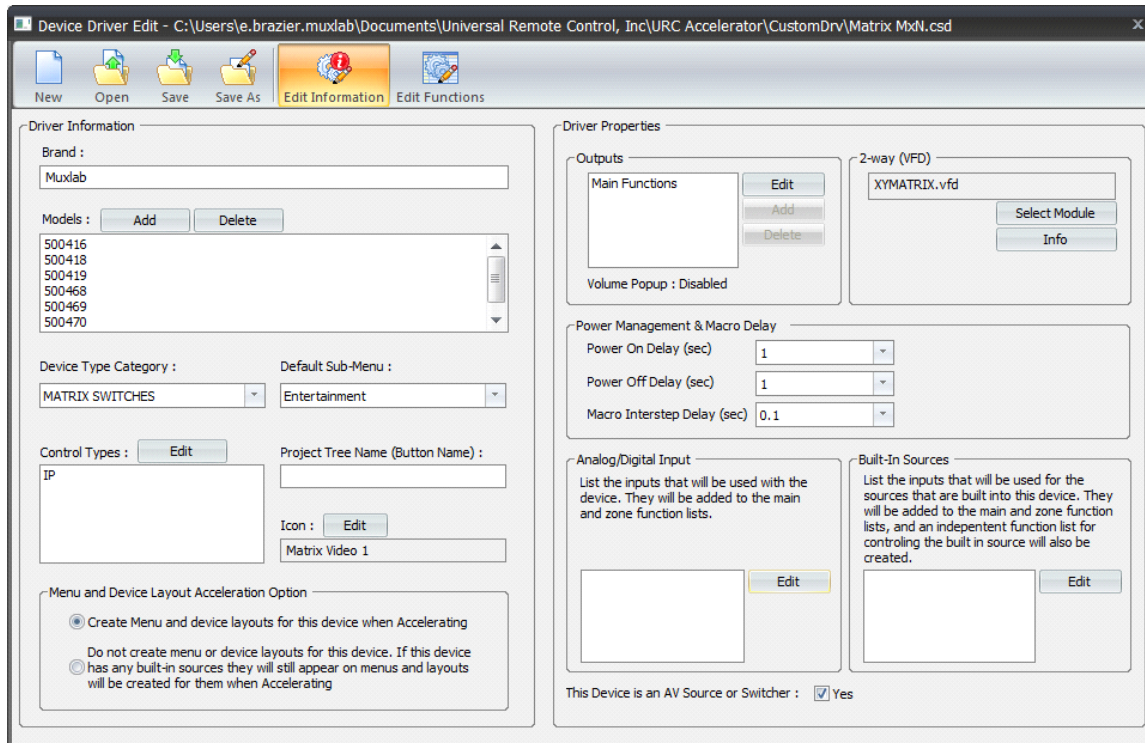 Device Driver Edit - C:\Users\e.brazier.muxlab\Documents\Universal Remote Control, Inc\URC Accelerator\CustomDrv\Matrix MxN.csd
X
New Open Save Save As Edit Information Edit Functions
Driver Information
Brand :
Muxlab
Models : Add Delete
500416
500418
500419
500468
500469
500470
Device Type Category :
MATRIX SWITCHES
Default Sub-Menu :
Entertainment
Control Types : Edit
IP
Project Tree Name (Button Name) :
Icon : Edit
Matrix Video 1
Menu and Device Layout Acceleration Option
Create Menu and device layouts for this device when Accelerating
Do not create menu or device layouts for this device. If this device
has any built-in sources they will still appear on menus and layouts
will be created for them when Accelerating
Driver Properties
Outputs
Main Functions
Edit
Add
Delete
Volume Popup : Disabled
2-way (VFD)
XYMATRIX.vfd
Select Module
Info
Power Management & Macro Delay
Power On Delay (sec) 1
Power Off Delay (sec) 1
Macro Interstep Delay (sec) 0.1
Analog/Digital Input
List the inputs that will be used with the
device. They will be added to the main
and zone function lists.
Edit
Built-In Sources
List the inputs that will be used for the
sources that are built into this device. They
will be added to the main and zone function
lists, and an indepentent function list for
controling the built in source will also be
created.
Edit
This Device is an AV Source or Switcher : Yes